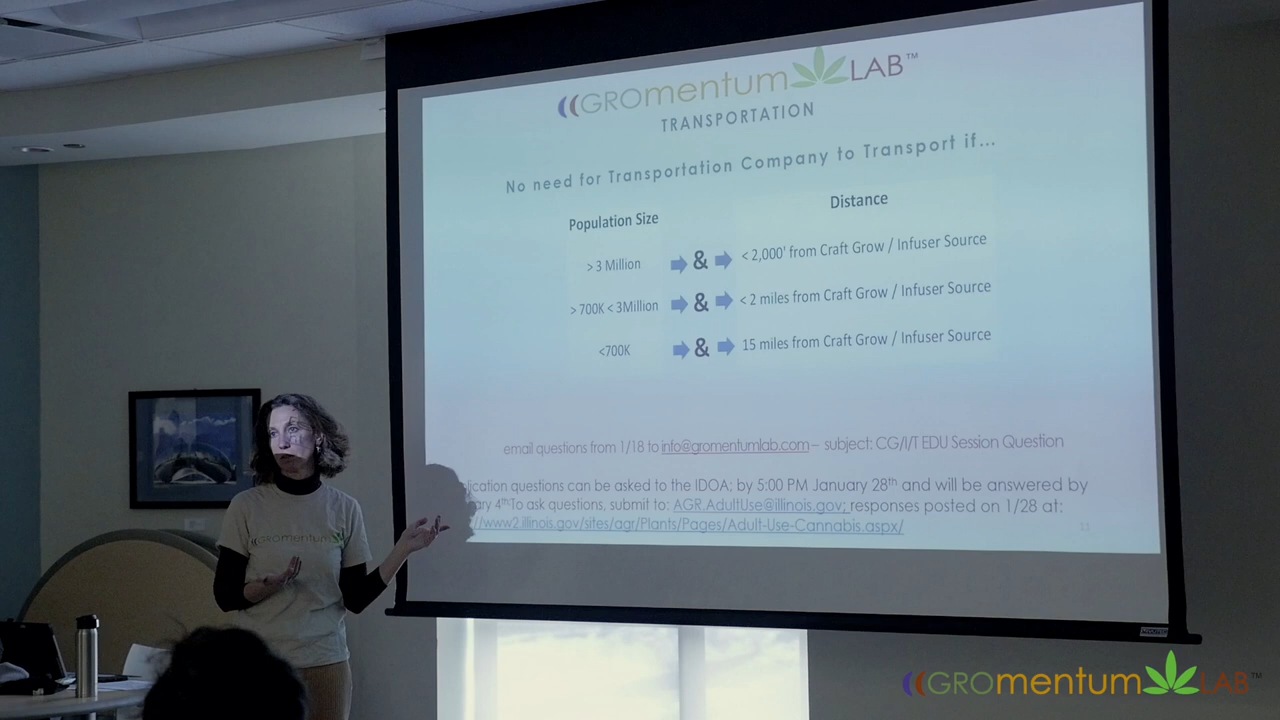 GROmentum LAB™
TRANSPORTATION
No need for Transportation Company to Transport if...
Population Size
Distance
> 3 Million & < 2,000' from Craft Grow / Infuser Source
> 700K < 3Million & < 2 miles from Craft Grow / Infuser Source
<700K & 15 miles from Craft Grow / Infuser Source
email questions from 1/18 to info@gromentumlab.com – subject: CG/I/T EDU Session Question
questions can be asked to the IDOA; by 5:00 PM January 28th and will be answered by
4th To ask questions, submit to: AGR.AdultUse@illinois.gov; responses posted on 1/28 at:
//www2.illinois.gov/sites/agr/Plants/Pages/Adult-Use-Cannabis.aspx/
11
GROmentum
GROmentum LAB™